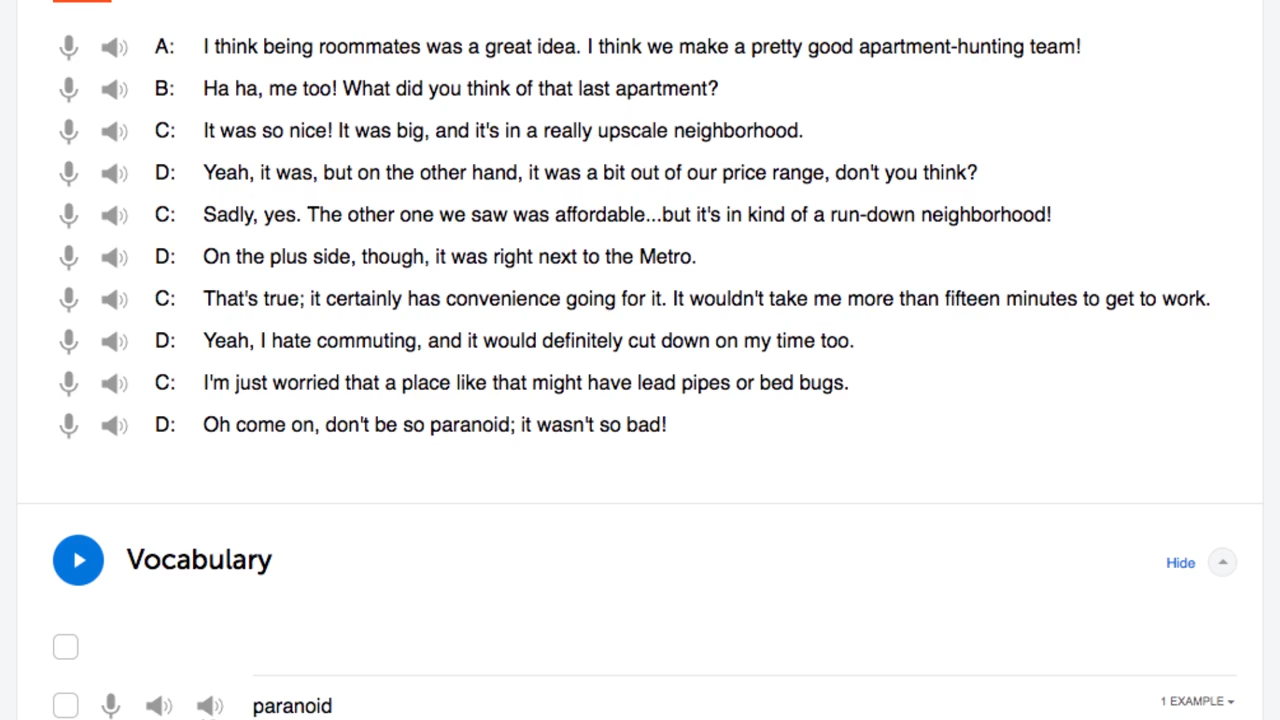 A: I think being roommates was a great idea. I think we make a pretty good apartment-hunting team!
B: Ha ha, me too! What did you think of that last apartment?
C: It was so nice! It was big, and it's in a really upscale neighborhood.
D: Yeah, it was, but on the other hand, it was a bit out of our price range, don't you think?
C: Sadly, yes. The other one we saw was affordable...but it's in kind of a run-down neighborhood!
D: On the plus side, though, it was right next to the Metro.
C: That's true; it certainly has convenience going for it. It wouldn't take me more than fifteen minutes to get to work.
D: Yeah, I hate commuting, and it would definitely cut down on my time too.
C: I'm just worried that a place like that might have lead pipes or bed bugs.
D: Oh come on, don't be so paranoid; it wasn't so bad!
Vocabulary
Hide
paranoid
1 EXAMPLE